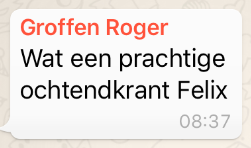 Groffen Roger
Wat een prachtige
ochtendkrant Felix
08:37